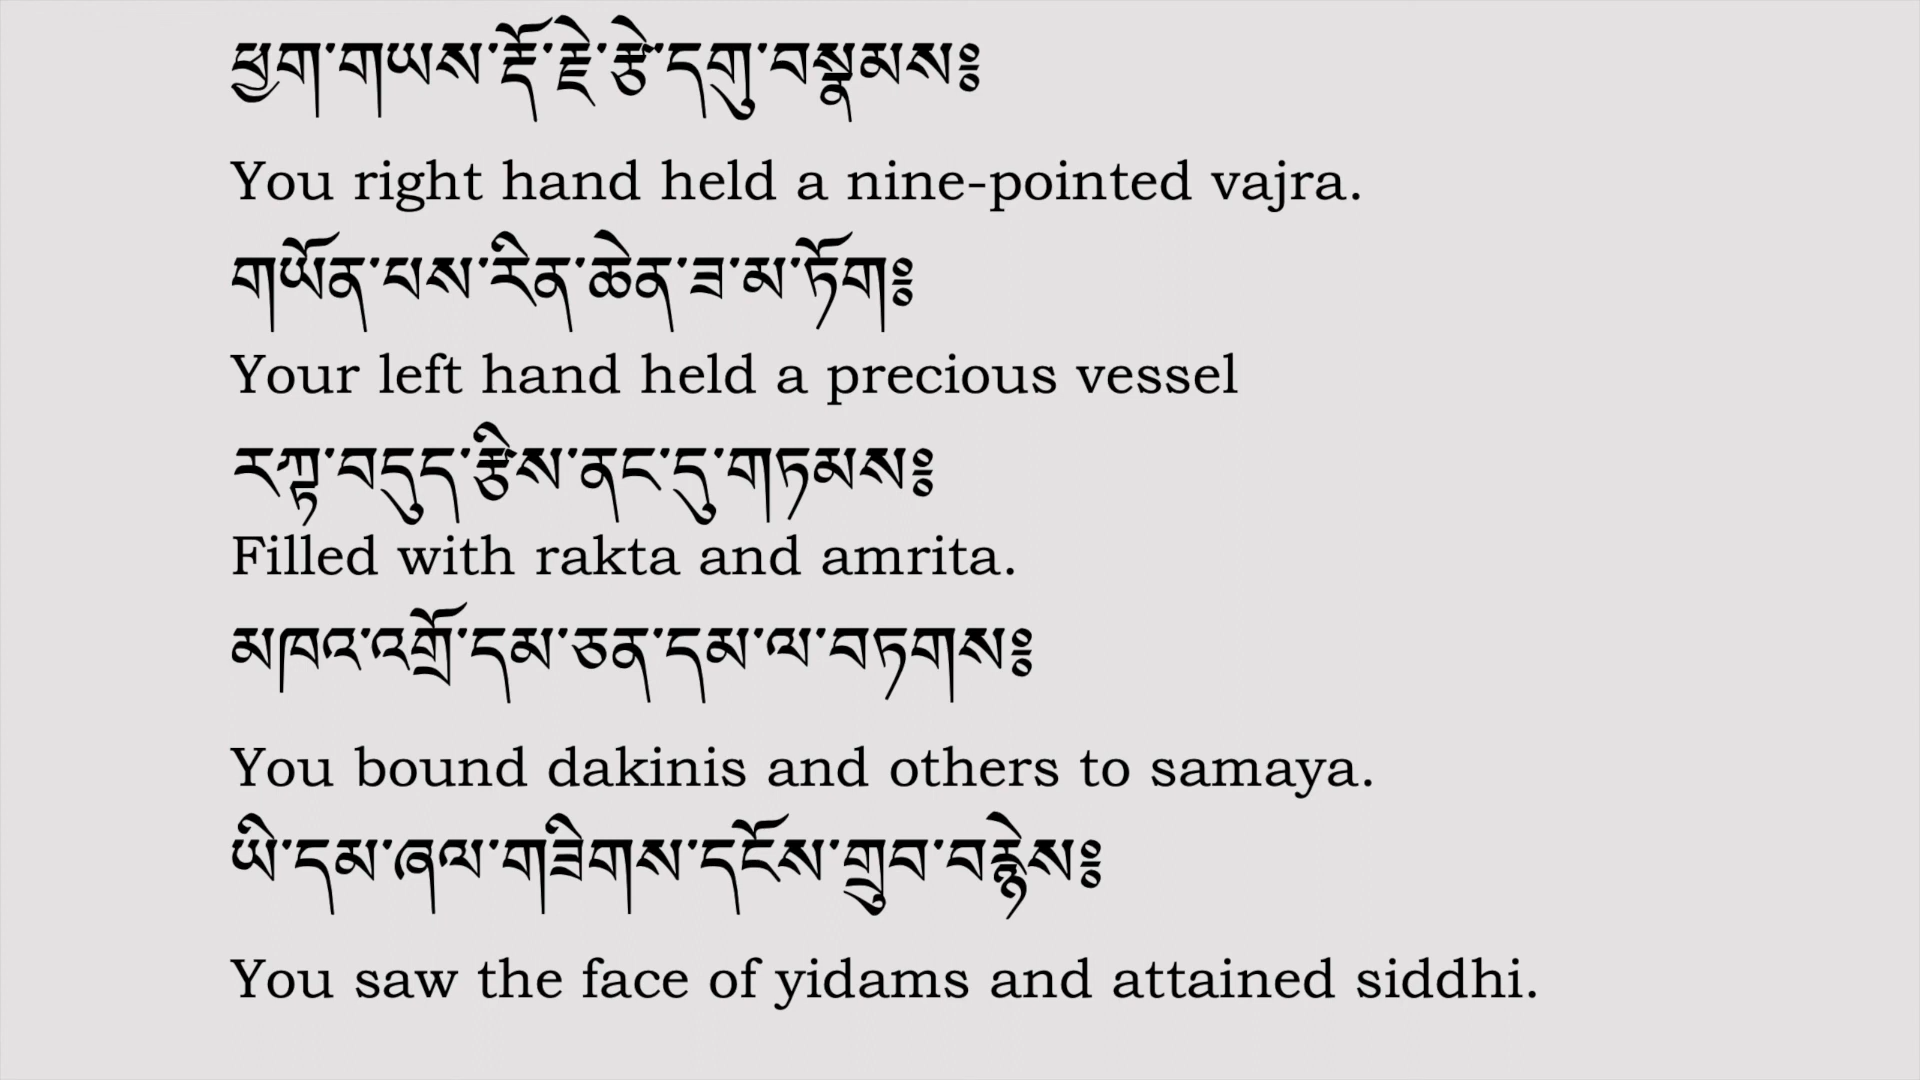 ཕྱག་གཡས་རྡོ་རྗེ་རྩེ་དགུ་བསྣམས༔
You right hand held a nine-pointed vajra.
གཡོན་པས་རིན་ཆེན་ཟ་མ་ཏོག༔
Your left hand held a precious vessel
རཀྟ་བདུད་རྩིས་ནང་དུ་གཏམས༔
Filled with rakta and amrita.
མཁའ་འགྲོ་དམ་ཅན་དམ་ལ་བཏགས༔
You bound dakinis and others to samaya.
ཡི་དམ་ཞལ་གཟིགས་དངོས་གྲུབ་བརྙེས༔
You saw the face of yidams and attained siddhi.